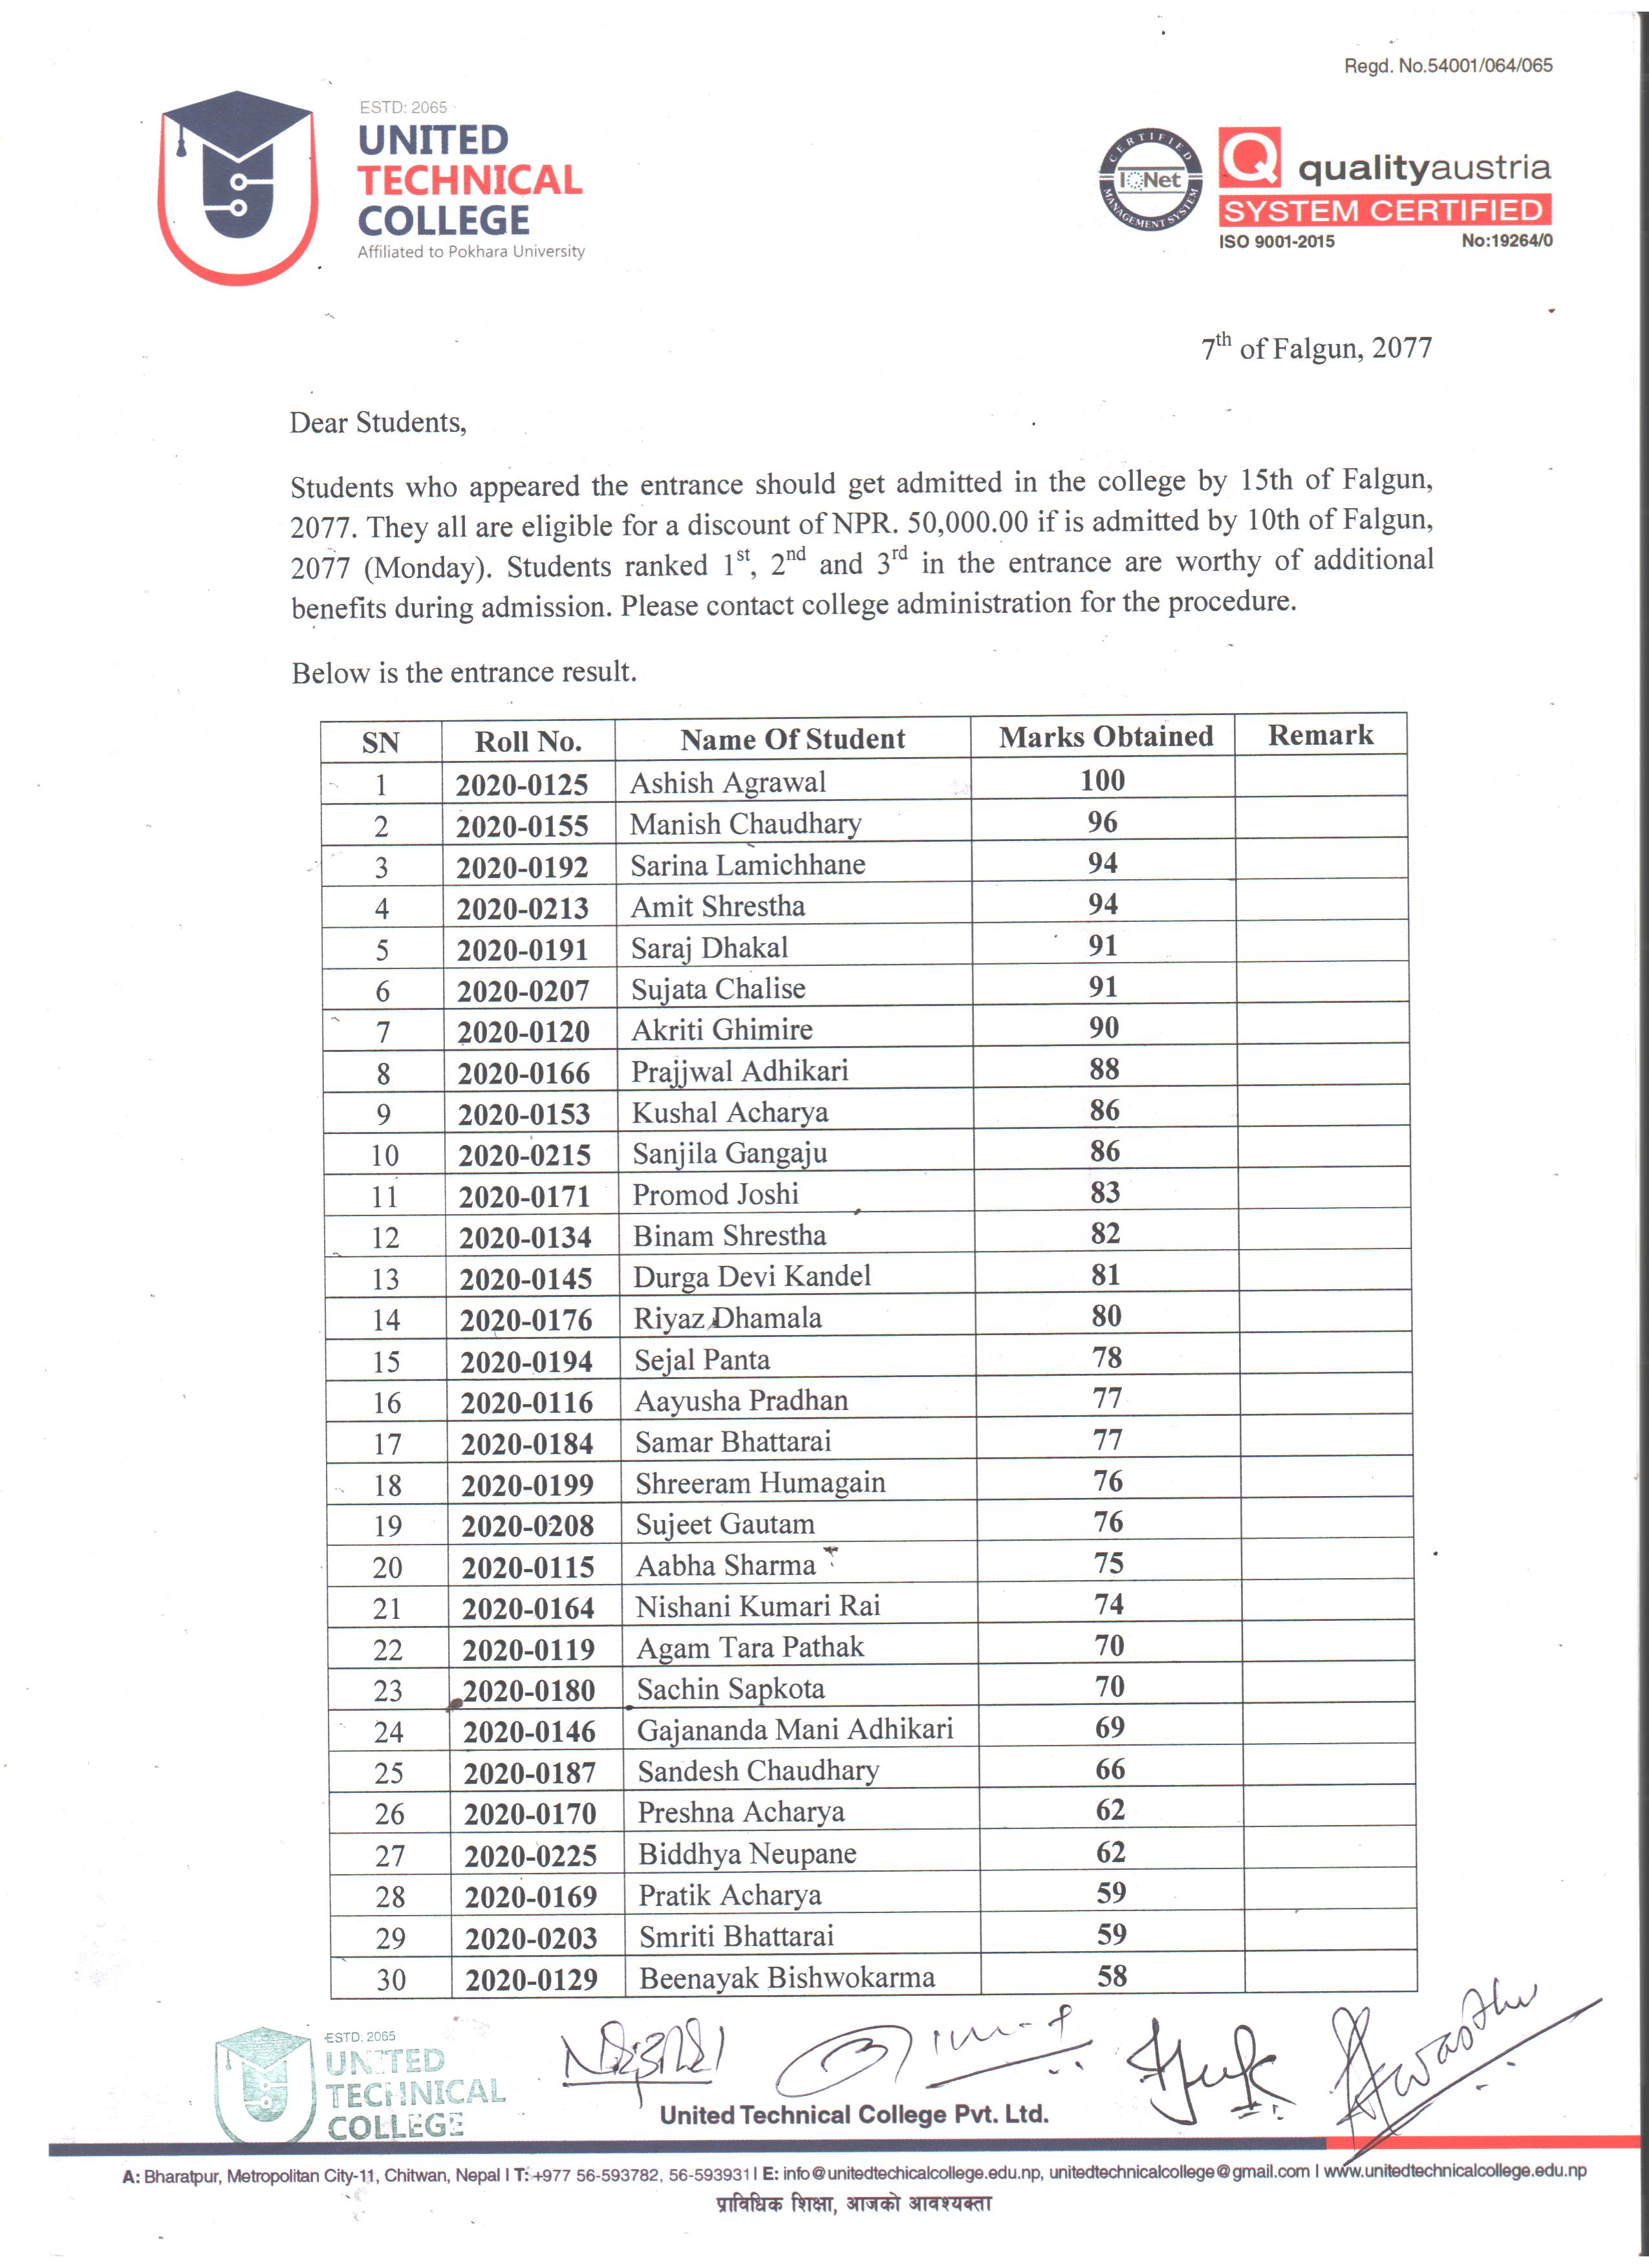 Regd. No.54001/064/065
ESTD: 2065
UNITED
TECHNICAL
COLLEGE
Affiliated to Pokhara University
CERTIFIED
IQNet
MANAGEMENT SYSTEM
Q qualityaustria
SYSTEM CERTIFIED
ISO 9001-2015 No:19264/0
7th of Falgun, 2077
Dear Students,
Students who appeared the entrance should get admitted in the college by 15th of Falgun,
2077. They all are eligible for a discount of NPR. 50,000.00 if is admitted by 10th of Falgun,
2077 (Monday). Students ranked 1st, 2nd and 3rd in the entrance are worthy of additional
benefits during admission. Please contact college administration for the procedure.
Below is the entrance result.
SN Roll No. Name Of Student Marks Obtained Remark
1 2020-0125 Ashish Agrawal 100
2 2020-0155 Manish Chaudhary 96
3 2020-0192 Sarina Lamichhane 94
4 2020-0213 Amit Shrestha 94
5 2020-0191 Saraj Dhakal 91
6 2020-0207 Sujata Chalise 91
7 2020-0120 Akriti Ghimire 90
8 2020-0166 Prajjwal Adhikari 88
9 2020-0153 Kushal Acharya 86
10 2020-0215 Sanjila Gangaju 86
11 2020-0171 Promod Joshi 83
12 2020-0134 Binam Shrestha 82
13 2020-0145 Durga Devi Kandel 81
14 2020-0176 Riyaz Dhamala 80
15 2020-0194 Sejal Panta 78
16 2020-0116 Aayusha Pradhan 77
17 2020-0184 Samar Bhattarai 77
18 2020-0199 Shreeram Humagain 76
19 2020-0208 Sujeet Gautam 76
20 2020-0115 Aabha Sharma 75
21 2020-0164 Nishani Kumari Rai 74
22 2020-0119 Agam Tara Pathak 70
23 2020-0180 Sachin Sapkota 70
24 2020-0146 Gajananda Mani Adhikari 69
25 2020-0187 Sandesh Chaudhary 66
26 2020-0170 Preshna Acharya 62
27 2020-0225 Biddhya Neupane 62
28 2020-0169 Pratik Acharya 59
29 2020-0203 Smriti Bhattarai 59
30 2020-0129 Beenayak Bishwokarma 58
ESTD: 2065
UNITED
TECHNICAL
COLLEGE
United Technical College Pvt. Ltd.
A: Bharatpur, Metropolitan City-11, Chitwan, Nepal I T: +977 56-593782, 56-593931 I E: info@unitedtechicalcollege.edu.np, unitedtechnicalcollege@gmail.com I www.unitedtechnicalcollege.edu.np
प्राविधिक शिक्षा, आजको आवश्यक्ता